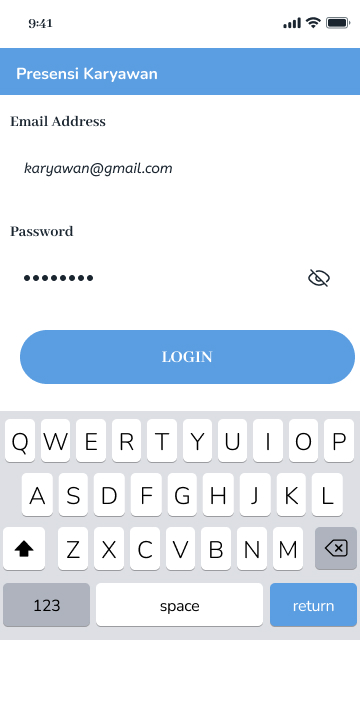 9:41
Presensi Karyawan
Email Address
karyawan@gmail.com
Password
LOGIN
Q W E R T Y U I O P
A S D F G H J K L
Z X C V B N M
123 space return